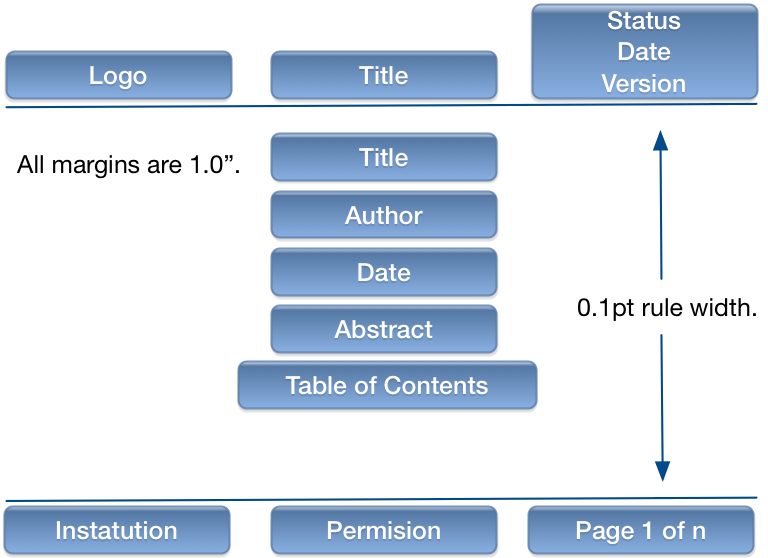 Logo
Title
Status
Date
Version
All margins are 1.0”.
Title
Author
Date
Abstract
Table of Contents
0.1pt rule width.
Instatution
Permision
Page 1 of n